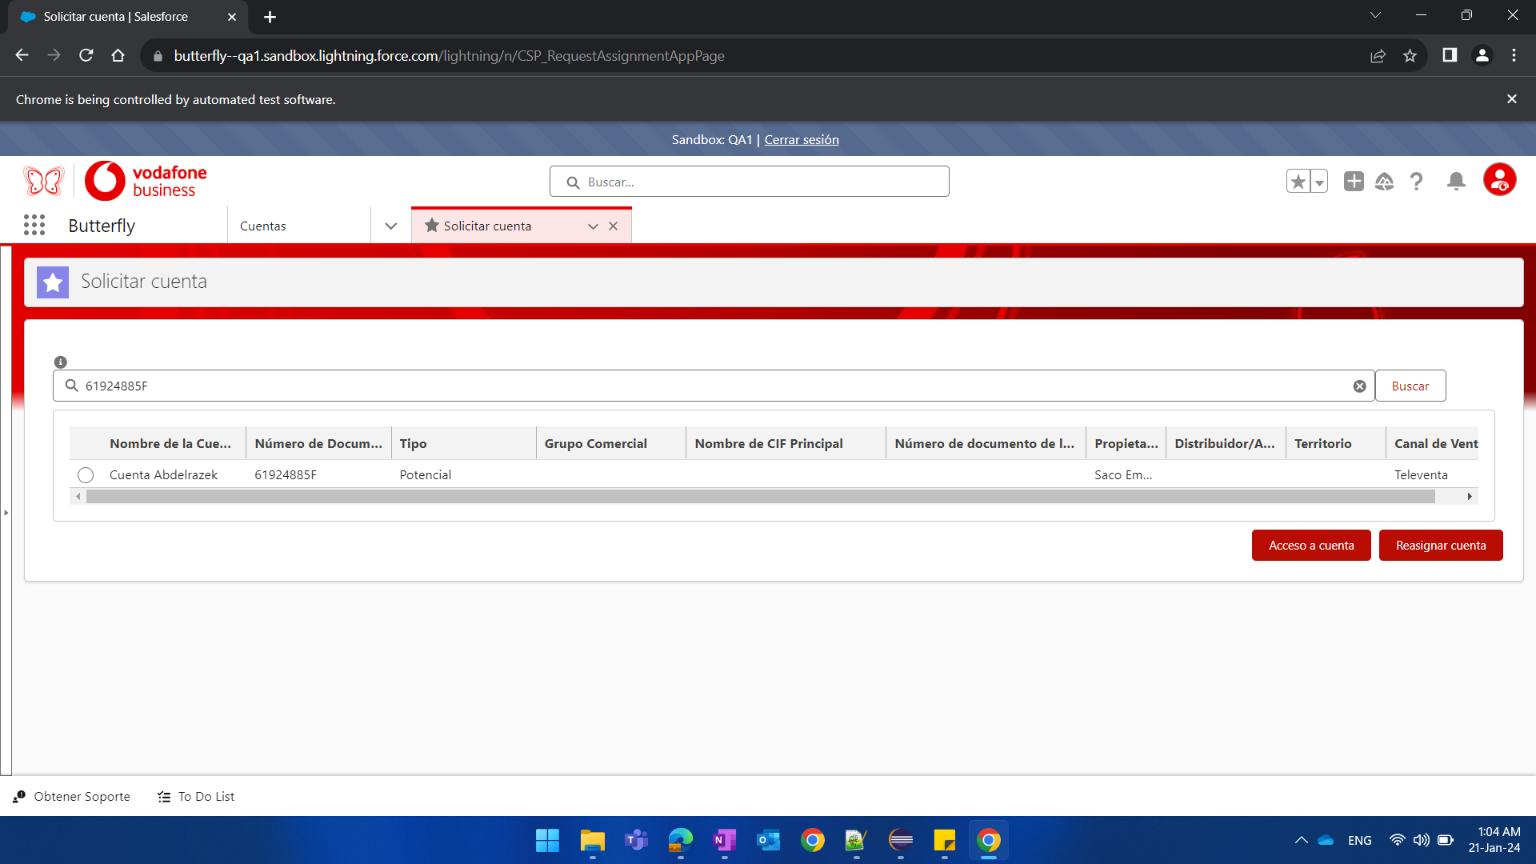 Solicitar cuenta | Salesforce
butterfly--qa1.sandbox.lightning.force.com/lightning/n/CSP_RequestAssignmentAppPage
Chrome is being controlled by automated test software.
Sandbox: QA1 | Cerrar sesión
vodafone
business
Buscar...
Butterfly
Cuentas
Solicitar cuenta
Solicitar cuenta
61924885F
Buscar
Nombre de la Cue... Número de Docum... Tipo Grupo Comercial Nombre de CIF Principal Número de documento de l... Propieta... Distribuidor/A... Territorio Canal de Vent
Cuenta Abdelrazek 61924885F Potencial Saco Em... Televenta
Acceso a cuenta Reasignar cuenta
Obtener Soporte To Do List
ENG
1:04 AM
21-Jan-24